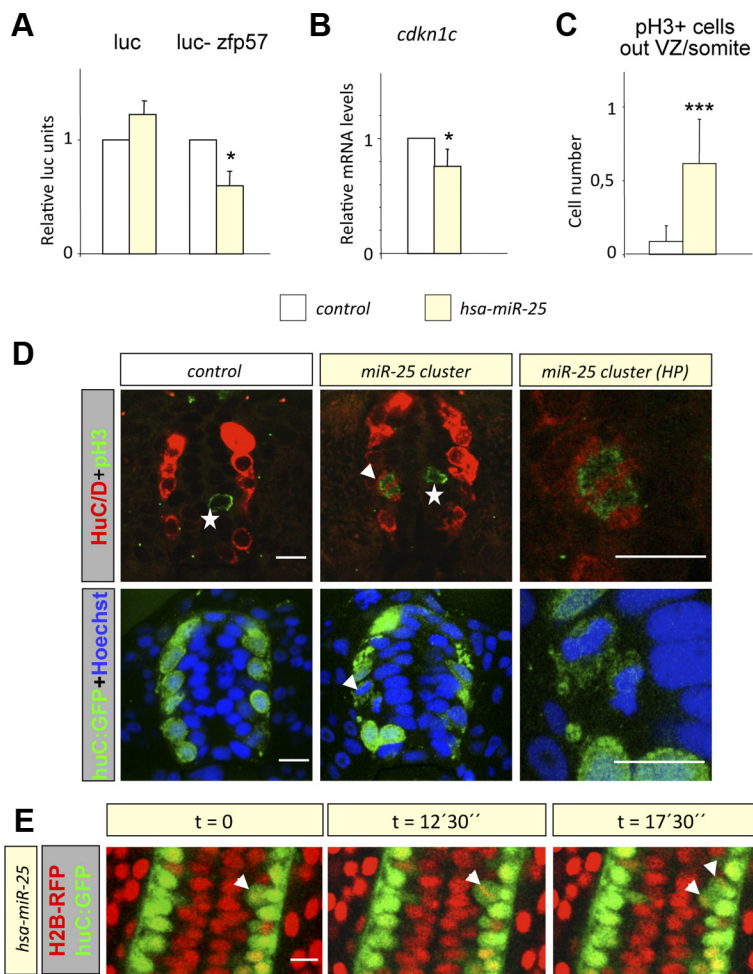 A
luc
luc- zfp57
Relative luc units
1
0
*
B
cdkn1c
Relative mRNA levels
1
0
*
C
pH3+ cells
out VZ/somite
Cell number
1
0,5
0
***
control
hsa-miR-25
D
control
miR-25 cluster
miR-25 cluster (HP)
HuC/D+pH3
huC:GFP+Hoechst
E
t = 0
t = 12´30´´
t = 17´30´´
hsa-miR-25
H2B-RFP
huC:GFP